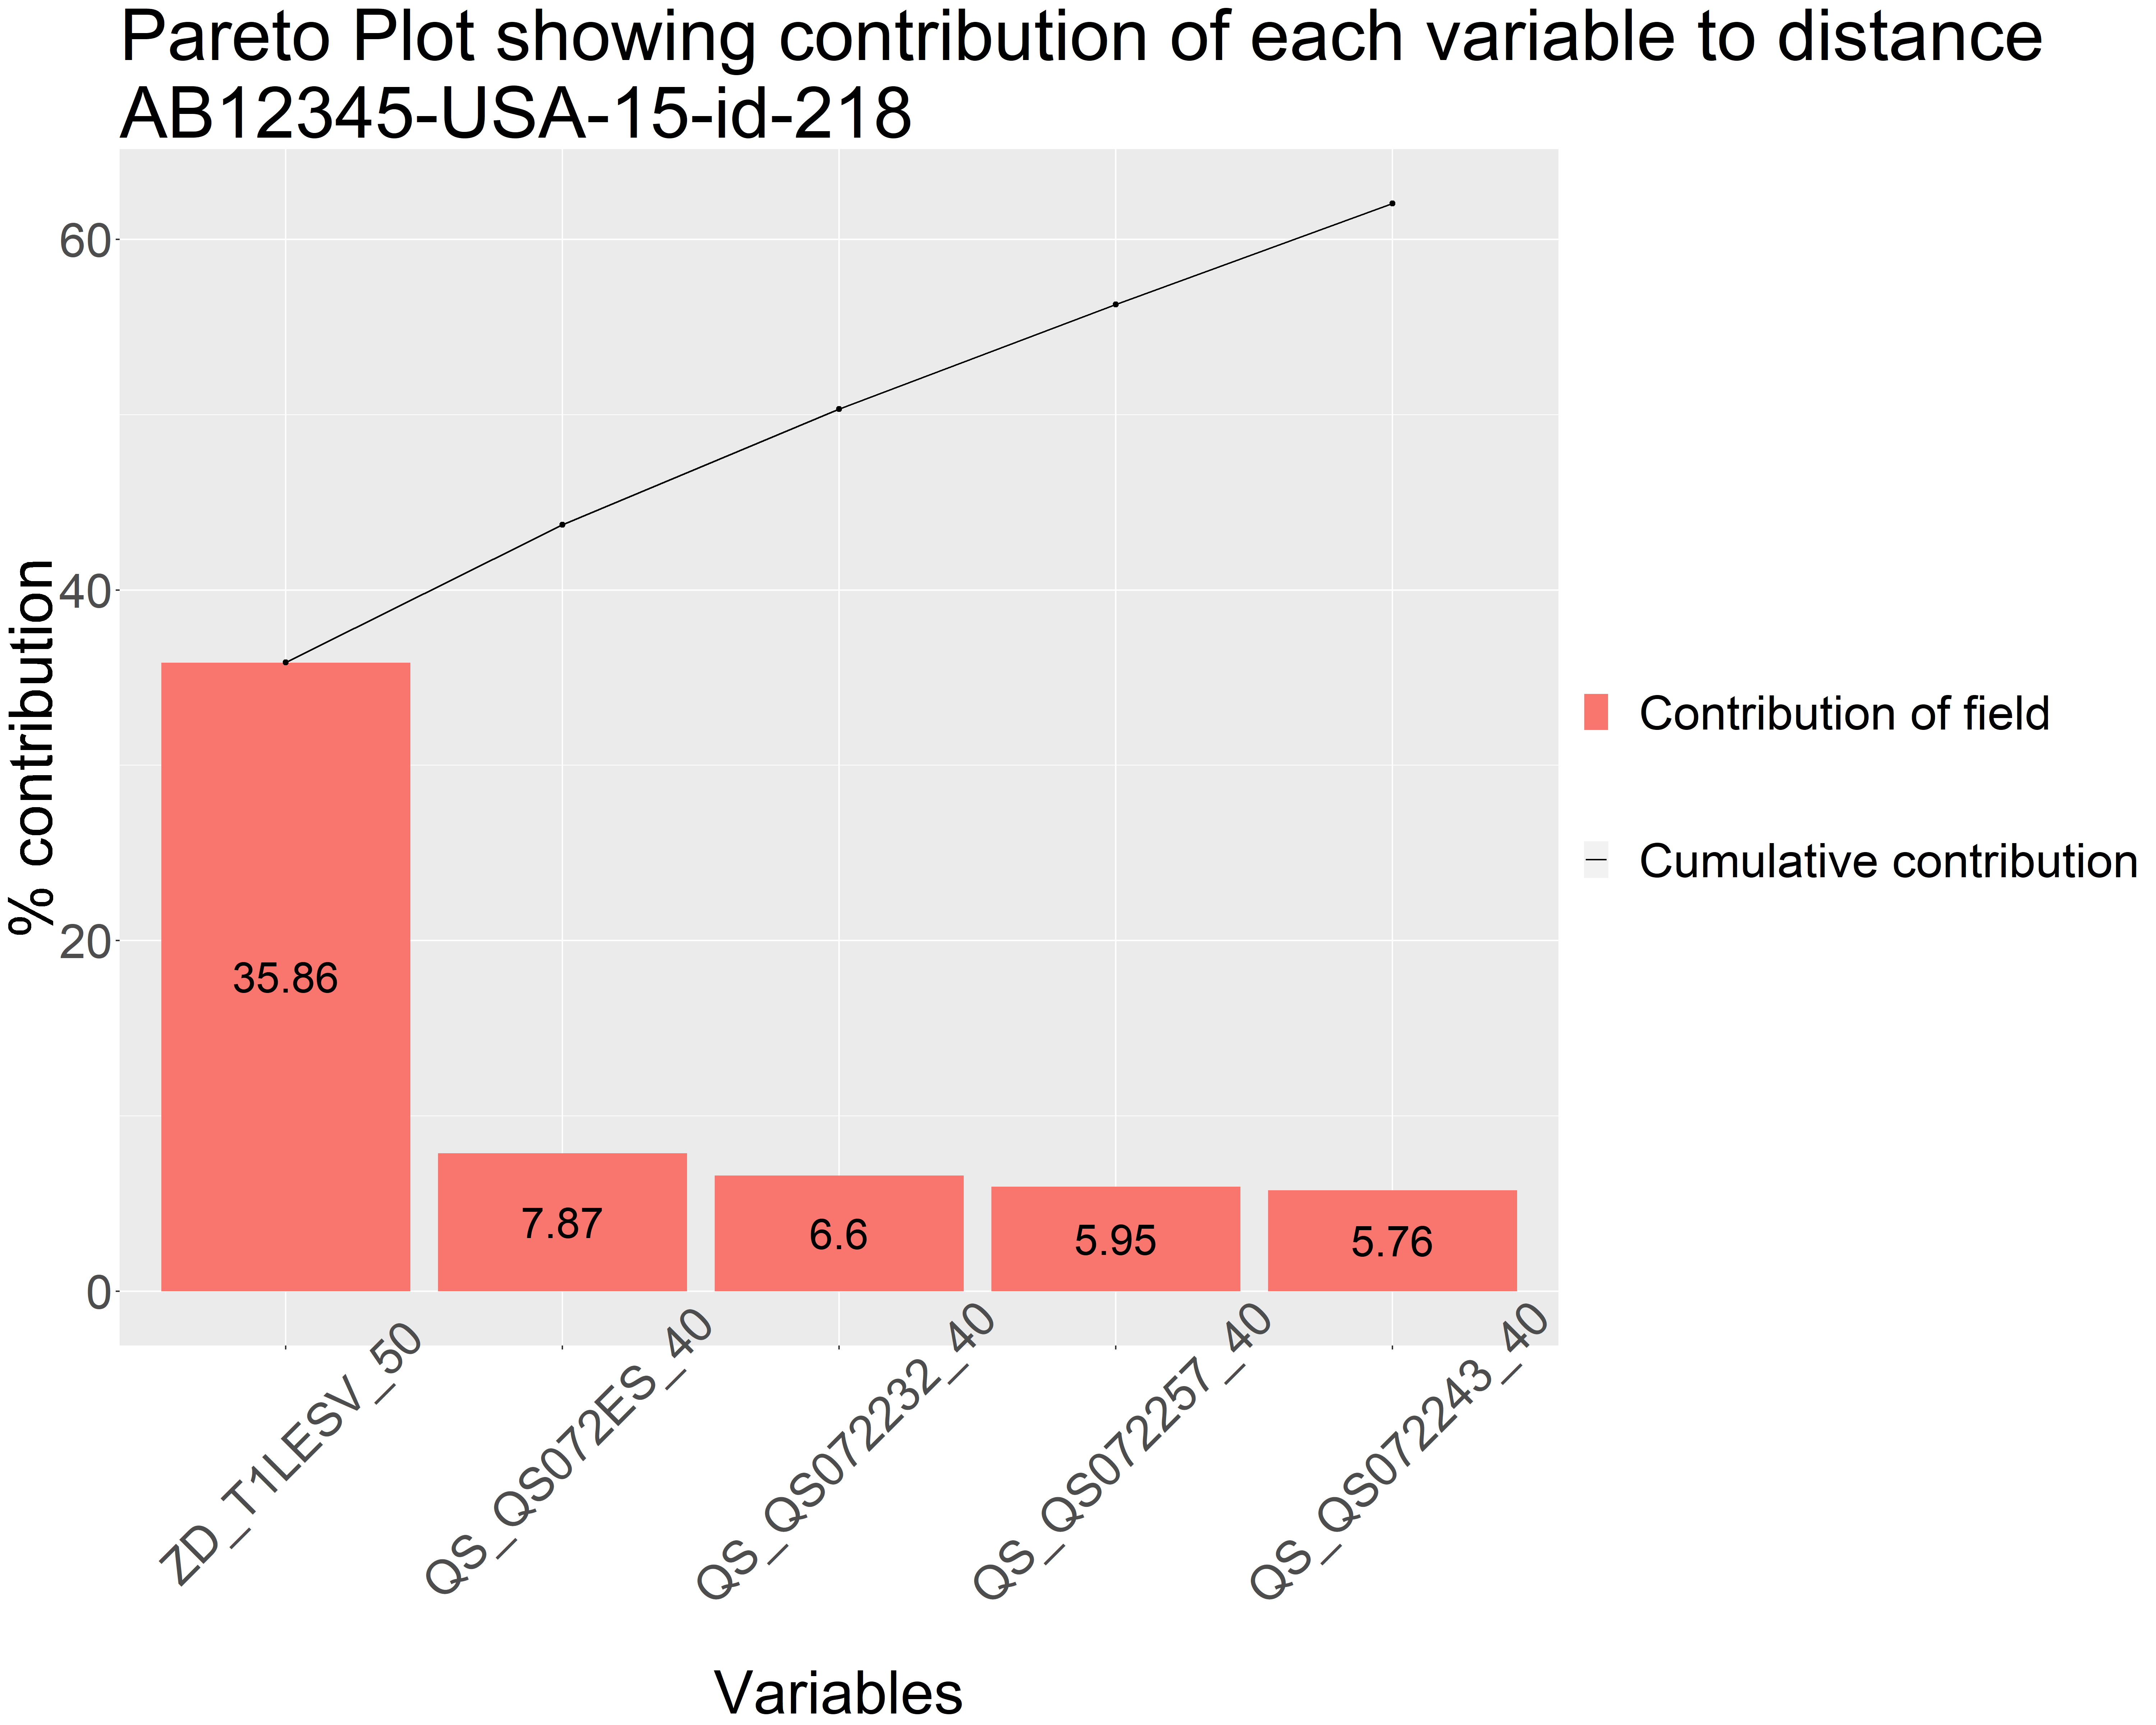 Pareto Plot showing contribution of each variable to distance
AB12345-USA-15-id-218
% contribution
60
40
20
0
35.86
7.87
6.6
5.95
5.76
ZD_T1LESV_50
QS_QS072ES_40
QS_QS072232_40
QS_QS072257_40
QS_QS072243_40
Variables
Contribution of field
Cumulative contribution